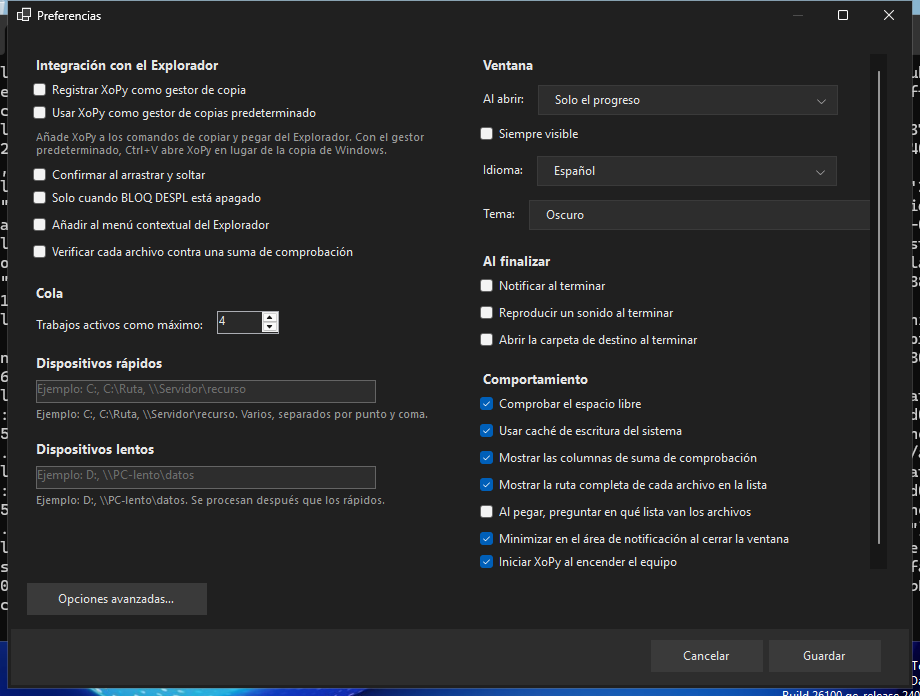 Preferencias
Integración con el Explorador
Registrar XoPy como gestor de copia
Usar XoPy como gestor de copias predeterminado
Añade XoPy a los comandos de copiar y pegar del Explorador. Con el gestor
predeterminado, Ctrl+V abre XoPy en lugar de la copia de Windows.
Confirmar al arrastrar y soltar
Solo cuando BLOQ DESPL está apagado
Añadir al menú contextual del Explorador
Verificar cada archivo contra una suma de comprobación
Cola
Trabajos activos como máximo: 4
Dispositivos rápidos
Ejemplo: C:, C:\Ruta, \\Servidor\recurso
Ejemplo: C:, C:\Ruta, \\Servidor\recurso. Varios, separados por punto y coma.
Dispositivos lentos
Ejemplo: D:, \\PC-lento\datos
Ejemplo: D:, \\PC-lento\datos. Se procesan después que los rápidos.
Opciones avanzadas...
Ventana
Al abrir: Solo el progreso
Siempre visible
Idioma: Español
Tema: Oscuro
Al finalizar
Notificar al terminar
Reproducir un sonido al terminar
Abrir la carpeta de destino al terminar
Comportamiento
Comprobar el espacio libre
Usar caché de escritura del sistema
Mostrar las columnas de suma de comprobación
Mostrar la ruta completa de cada archivo en la lista
Al pegar, preguntar en qué lista van los archivos
Minimizar en el área de notificación al cerrar la ventana
Iniciar XoPy al encender el equipo
Cancelar
Guardar